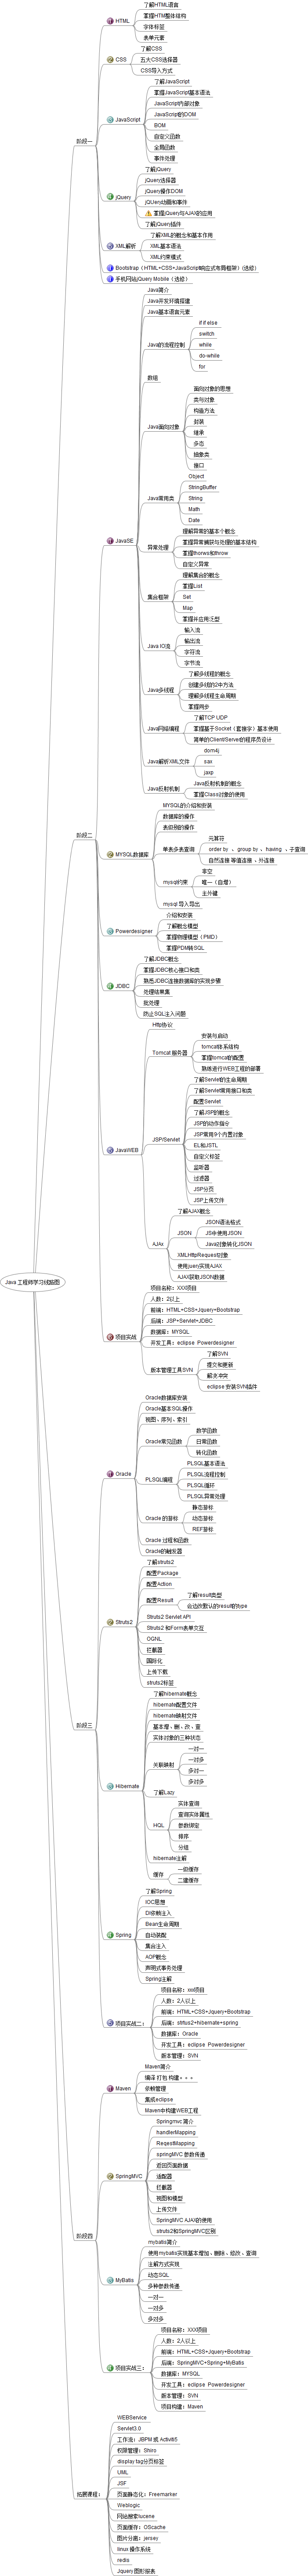 Java 工程师学习线路图
阶段一
HTML
了解HTML语言
掌握HTM整体结构
字体标签
表单元素
CSS
了解CSS
五大CSS选择器
CSS导入方式
JavaScript
了解JavaScript
掌握JavaScript基本语法
JavaScript内部对象
JavaScript的DOM
BOM
自定义函数
全局函数
事件处理
jQuery
了解jQuery
jQuery选择器
jQuery操作DOM
jQUery动画和事件
掌握jQuery与AJAX的应用
了解jQuery插件
XML解析
了解XML的概念和基本作用
XML基本语法
XML约束模式
Bootstrap（HTML+CSS+JavaScript响应式布局框架）(选修)
手机网站jQuery Mobile（选修）
阶段二
JavaSE
Java简介
Java开发环境搭建
Java基本语言元素
Java的流程控制
if if else
switch
while
do-while
for
数组
Java面向对象
面向对象的思想
类与对象
构造方法
封装
继承
多态
抽象类
接口
Java常用类
Object
StringBuffer
String
Math
Date
异常处理
理解异常的基本个概念
掌握异常捕获与处理的基本结构
掌握thorws和throw
自定义异常
集合框架
理解集合的概念
掌握List
Set
Map
掌握并应用泛型
Java IO流
输入流
输出流
字符流
字节流
Java多线程
了解多线程的概念
创建多线的2中方法
理解多线程生命周期
掌握同步
Java网络编程
了解TCP UDP
掌握基于Socket（套接字）基本使用
简单的Client/Server的程序员设计
Java解析XML文件
dom4j
sax
jaxp
Java反射机制
Java反射机制的概念
掌握Class对象的使用
MYSQL数据库
MYSQL的介绍和安装
数据库的操作
表级别的操作
单表多表查询
元算符
order by 、 group by 、 having 、子查询
自然连接 等值连接 、外连接
mysql约束
非空
唯一（自增）
主外键
mysql 导入导出
Powerdesigner
介绍和安装
了解概念模型
掌握物理模型（PMD）
掌握PDM转SQL
JDBC
了解JDBC概念
掌握JDBC核心接口和类
熟悉JDBC连接数据库的实现步骤
处理结果集
批处理
防止SQL注入问题
JavaWEB
Http协议
Tomcat 服务器
安装与启动
tomcat体系结构
掌握tomcat的配置
熟练进行WEB工程的部署
JSP/Servlet
了解Servlet的生命周期
了解Servlet常用接口和类
配置Servlet
了解JSP的概念
JSP的动作指令
JSP常用9个内置对象
EL和JSTL
自定义标签
监听器
过滤器
JSP分页
JSP上传文件
AJAx
了解AJAX概念
JSON
JSON语法格式
JS中使用JSON
Java对象转化JSON
XMLHttpRequest对象
使用juery实现AJAX
AJAX获取JSON数据
项目实战
项目名称：XXX项目
人数：2以上
前端：HTML+CSS+Jquery+Bootstrap
后端：JSP+Servlet+JDBC
数据库：MYSQL
开发工具：eclipse Powerdesigner
版本管理工具SVN
了解SVN
提交和更新
解决冲突
eclipse 安装SVN插件
阶段三
Oracle
Oracle数据库安装
Oracle基本SQL操作
视图、序列、索引
Oracle常见函数
数学函数
日期函数
转化函数
PLSQL编程
PLSQL基本语法
PLSQL流程控制
PLSQL循环
PLSQL异常处理
Oracle 的游标
静态游标
动态游标
REF游标
Oracle 过程和函数
Oracle的触发器
Struts2
了解struts2
配置Package
配置Action
配置Result
了解result类型
会边改默认的result的type
Struts2 Servlet API
Struts2 和Form表单交互
OGNL
拦截器
国际化
上传下载
struts2标签
Hibernate
了解hibernate概念
hibernate配置文件
hibernate映射文件
基本增、删、改、查
实体对象的三种状态
关联映射
一对一
一对多
多对一
多对多
了解Lazy
HQL
实体查询
查询实体属性
参数绑定
排序
分组
hibernate注解
缓存
一级缓存
二建缓存
Spring
了解Spring
IOC思想
DI依赖注入
Bean生命周期
自动装配
集合注入
AOP概念
声明式事务处理
Spring注解
项目实战二：
项目名称：xxx项目
人数：2人以上
前端：HTML+CSS+Jquery+Bootstrap
后端：strtus2+hibernate+spring
数据库：Oracle
开发工具：eclipse Powerdesigner
版本管理：SVN
阶段四
Maven
Maven简介
编译 打包 构建。。。
依赖管理
集成eclipse
Maven中构建WEB工程
SpringMVC
Springmvc 简介
handlerMapping
ReqestMapping
springMVC 参数传递
返回页面数据
适配器
拦截器
视图和模型
上传文件
SpringMVC AJAX的使用
struts2和SpringMVC区别
MyBatis
mybatis简介
使用mybatis实现基本增加、删除、修改、查询
注解方式实现
动态SQL
多种参数传递
一对一
一对多
多对多
项目实战三：
项目名称：XXX项目
人数：2人以上
前端：HTML+CSS+Jquery+Bootstrap
后端：SpringMVC+Spring+MyBatis
数据库：MYSQL
开发工具：eclipse Powerdesigner
版本管理：SVN
项目构建：Maven
拓展课程：
WEBService
Servlet3.0
工作流：JBPM 或 Activiti5
权限管理：Shiro
display tag分页标签
UML
JSF
页面静态化：Freemarker
Weblogic
网站搜索lucene
页面缓存：OScache
图片分离：jersey
linux 操作系统
redis
Jquery 图形报表